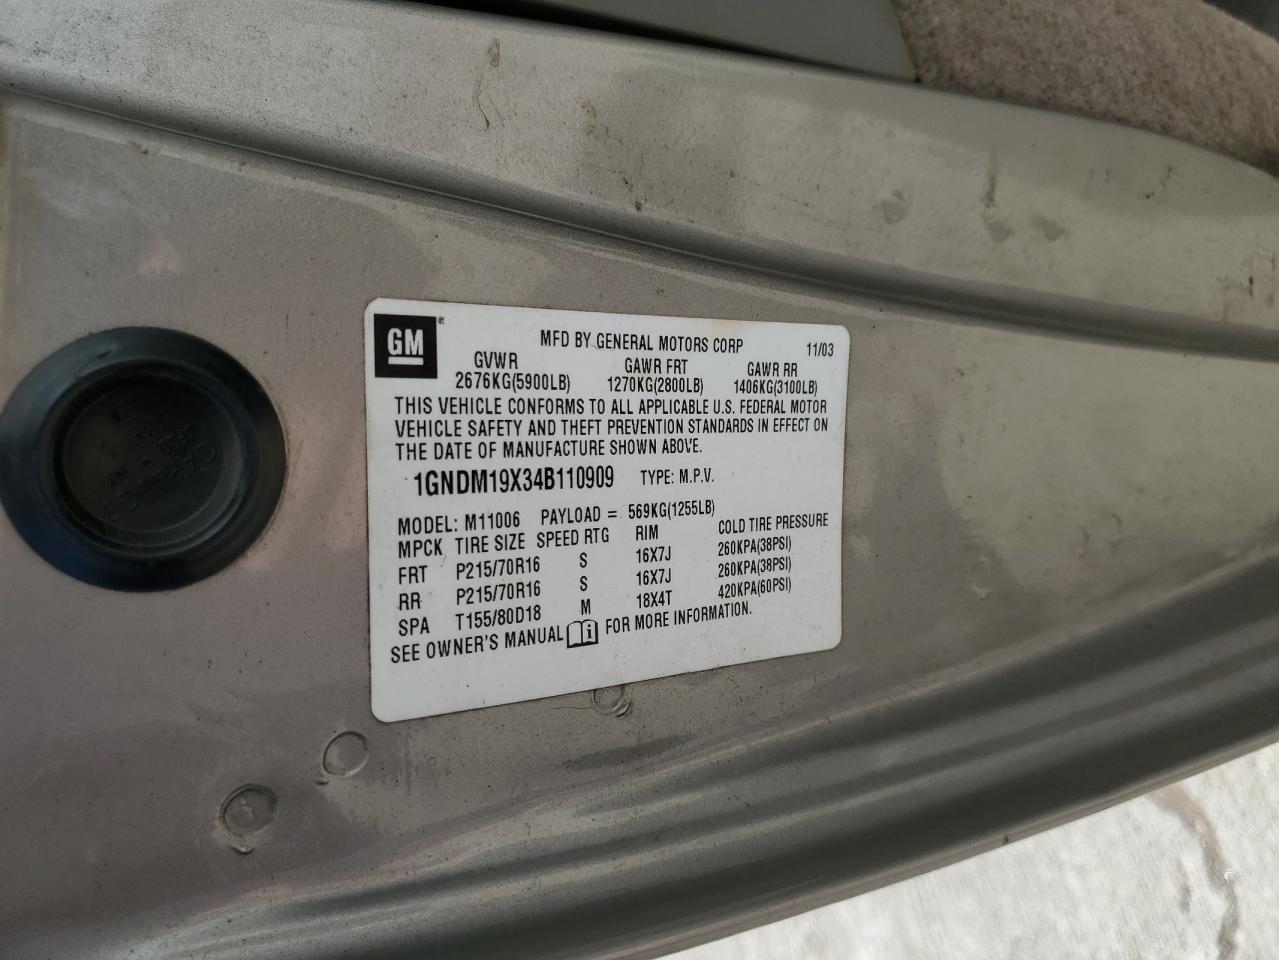 GM ®
MFD BY GENERAL MOTORS CORP 11/03
GVWR GAWR FRT GAWR RR
2676KG(5900LB) 1270KG(2800LB) 1406KG(3100LB)
THIS VEHICLE CONFORMS TO ALL APPLICABLE U.S. FEDERAL MOTOR
VEHICLE SAFETY AND THEFT PREVENTION STANDARDS IN EFFECT ON
THE DATE OF MANUFACTURE SHOWN ABOVE.
1GNDM19X34B110909 TYPE: M.P.V.
MODEL: M11006 PAYLOAD = 569KG(1255LB)
MPCK TIRE SIZE SPEED RTG RIM COLD TIRE PRESSURE
FRT P215/70R16 S 16X7J 260KPA(38PSI)
RR P215/70R16 S 16X7J 260KPA(38PSI)
SPA T155/80D18 M 18X4T 420KPA(60PSI)
SEE OWNER'S MANUAL i FOR MORE INFORMATION.